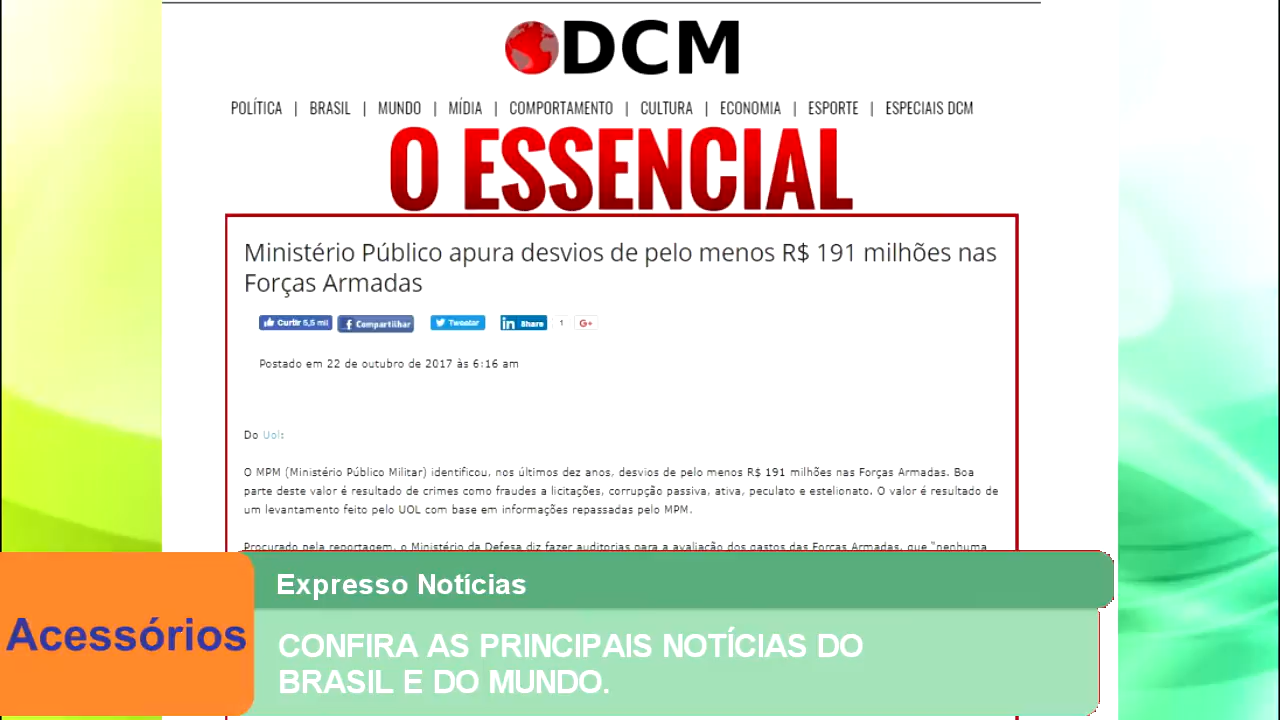 DCM
POLÍTICA | BRASIL | MUNDO | MÍDIA | COMPORTAMENTO | CULTURA | ECONOMIA | ESPORTE | ESPECIAIS DCM
O ESSENCIAL
Ministério Público apura desvios de pelo menos R$ 191 milhões nas
Forças Armadas
Curtir 5,5 mil Compartilhar Tweetar in Share 1 G+
Postado em 22 de outubro de 2017 às 6:16 am
Do Uol:
O MPM (Ministério Público Militar) identificou, nos últimos dez anos, desvios de pelo menos R$ 191 milhões nas Forças Armadas. Boa
parte deste valor é resultado de crimes como fraudes a licitações, corrupção passiva, ativa, peculato e estelionato. O valor é resultado de
um levantamento feito pelo UOL com base em informações repassadas pelo MPM.
Procurado pela reportagem, o Ministério da Defesa diz fazer auditorias para a avaliação dos gastos das Forças Armadas, que "nenhuma
Expresso Notícias
Acessórios
CONFIRA AS PRINCIPAIS NOTÍCIAS DO
BRASIL E DO MUNDO.